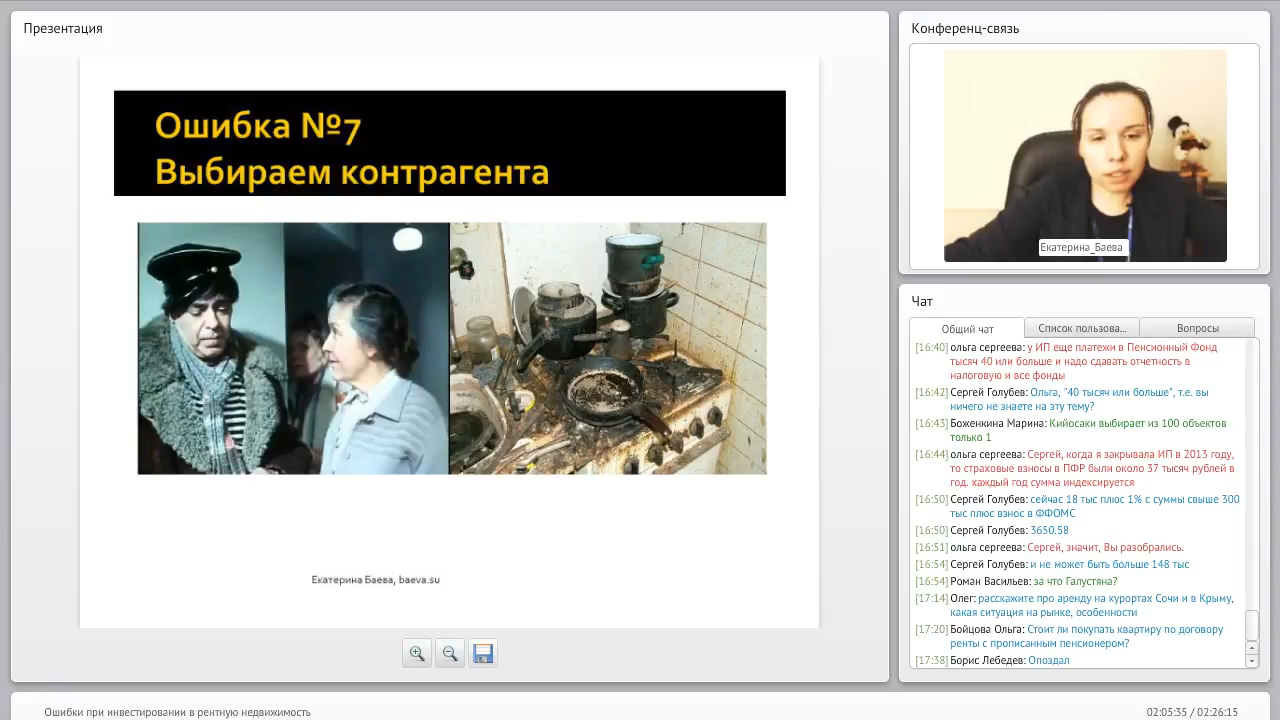 Презентация
Ошибка №7
Выбираем контрагента
Екатерина Баева, baeva.su
Конференц-связь
Екатерина_Баева
Чат
Общий чат
Список пользова...
Вопросы
[16:40] ольга сергеева: у ИП еще платежи в Пенсионный Фонд
тысяч 40 или больше и надо сдавать отчетность в
налоговую и все фонды
[16:42] Сергей Голубев: Ольга, "40 тысяч или больше", т.е. вы
ничего не знаете на эту тему?
[16:43] Боженкина Марина: Кийосаки выбирает из 100 объектов
только 1
[16:44] ольга сергеева: Сергей, когда я закрывала ИП в 2013 году,
то страховые взносы в ПФР были около 37 тысяч рублей в
год. каждый год сумма индексируется
[16:50] Сергей Голубев: сейчас 18 тыс плюс 1% с суммы свыше 300
тыс плюс взнос в ФФОМС
[16:50] Сергей Голубев: 3650.58
[16:51] ольга сергеева: Сергей, значит, Вы разобрались.
[16:54] Сергей Голубев: и не может быть больше 148 тыс
[16:54] Роман Васильев: за что Галустяна?
[17:14] Олег: расскажите про аренду на курортах Сочи и в Крыму,
какая ситуация на рынке, особенности
[17:20] Бойцова Ольга: Стоит ли покупать квартиру по договору
ренты с прописанным пенсионером?
[17:38] Борис Лебедев: Опоздал
Ошибки при инвестировании в рентную недвижимость
02:05:35 / 02:26:15